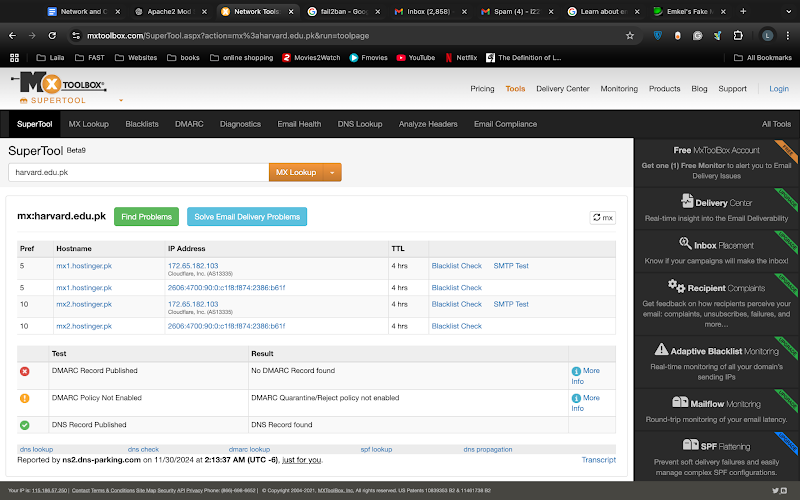 Network and C
Apache2 Mod S
Network Tools
fail2ban - Goog
Inbox (2,858) -
Spam (4) - l22
Learn about em
Emkei's Fake M
mxtoolbox.com/SuperTool.aspx?action=mx%3aharvard.edu.pk&run=toolpage
L
Laila
FAST
Websites
books
online shopping
Movies2Watch
Fmovies
YouTube
Netflix
The Definition of L...
All Bookmarks
MX TOOLBOX®
SUPERTOOL
Pricing
Tools
Delivery Center
Monitoring
Products
Blog
Support
Login
SuperTool
MX Lookup
Blacklists
DMARC
Diagnostics
Email Health
DNS Lookup
Analyze Headers
Email Compliance
All Tools
SuperTool Beta9
harvard.edu.pk
MX Lookup
mx:harvard.edu.pk
Find Problems
Solve Email Delivery Problems
mx
Pref Hostname IP Address TTL
5 mx1.hostinger.pk 172.65.182.103 4 hrs Blacklist Check SMTP Test
Cloudflare, Inc. (AS13335)
5 mx1.hostinger.pk 2606:4700:90:0:c1f8:f874:2386:b61f 4 hrs Blacklist Check
10 mx2.hostinger.pk 172.65.182.103 4 hrs Blacklist Check SMTP Test
Cloudflare, Inc. (AS13335)
10 mx2.hostinger.pk 2606:4700:90:0:c1f8:f874:2386:b61f 4 hrs Blacklist Check
Test Result
DMARC Record Published No DMARC Record found More
Info
DMARC Policy Not Enabled DMARC Quarantine/Reject policy not enabled More
Info
DNS Record Published DNS Record found
dns lookup dns check dmarc lookup spf lookup dns propagation
Reported by ns2.dns-parking.com on 11/30/2024 at 2:13:37 AM (UTC -6), just for you.
Transcript
Free MxToolBox Account
FREE
Get one (1) Free Monitor to alert you to Email
Delivery Issues
Delivery Center
Real-time insight into the Email Deliverability
Inbox Placement
Know if your campaigns will make the inbox!
Recipient Complaints
Get feedback on how recipients perceive your
email: complaints, unsubscribes, failures, and
more...
Adaptive Blacklist Monitoring
Real-time monitoring of all your domain's
sending IPs
Mailflow Monitoring
Round-trip monitoring of your email latency.
SPF Flattening
Prevent soft delivery failures and easily
manage complex SPF configurations.
Your IP is: 115.186.57.250 | Contact Terms & Conditions Site Map Security API Privacy Phone: (866)-698-6652 | © Copyright 2004-2021, MXToolBox, Inc, All rights reserved. US Patents 10839353 B2 & 11461738 B2